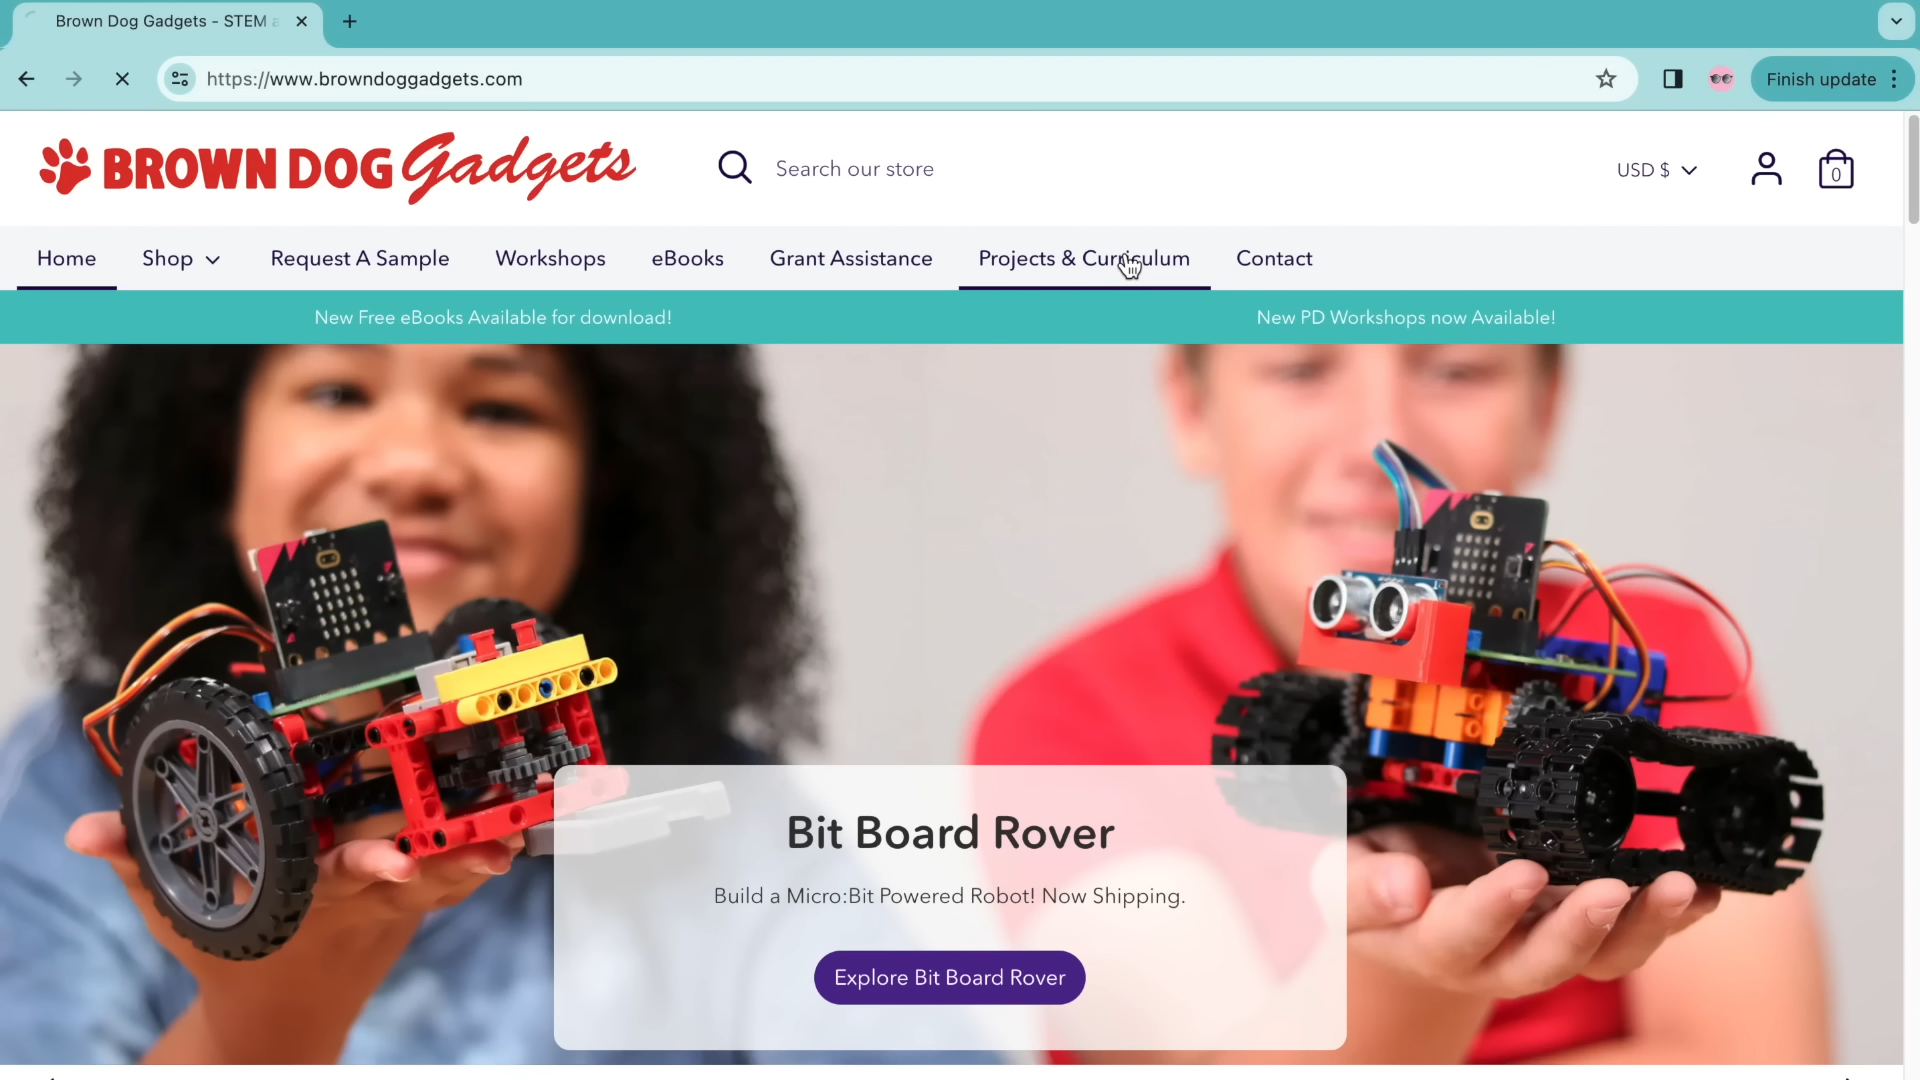 Brown Dog Gadgets - STEM
https://www.browndoggadgets.com
Finish update
BROWN DOG Gadgets
Search our store
USD $
0
Home
Shop
Request A Sample
Workshops
eBooks
Grant Assistance
Projects & Curriculum
Contact
New Free eBooks Available for download!
New PD Workshops now Available!
Bit Board Rover
Build a Micro:Bit Powered Robot! Now Shipping.
Explore Bit Board Rover